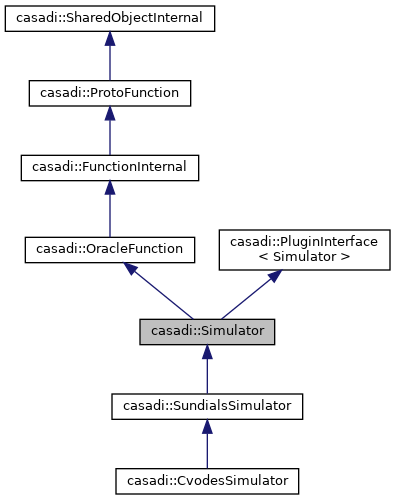 casadi::SharedObjectInternal
casadi::ProtoFunction
casadi::FunctionInternal
casadi::OracleFunction
casadi::PluginInterface
< Simulator >
casadi::Simulator
casadi::SundialsSimulator
casadi::CvodesSimulator